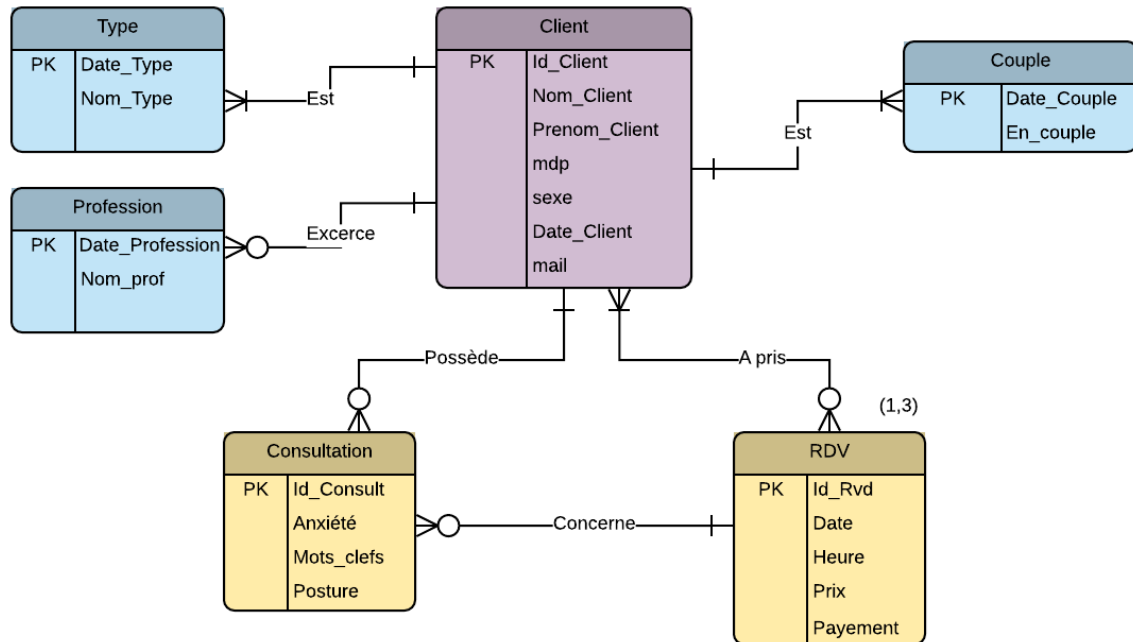 Type
PK Date_Type
Nom_Type
Est
Client
PK Id_Client
Nom_Client
Prenom_Client
mdp
sexe
Date_Client
mail
Est
Couple
PK Date_Couple
En_couple
Profession
PK Date_Profession
Nom_prof
Excerce
Possède
A pris
(1,3)
Consultation
PK Id_Consult
Anxiété
Mots_clefs
Posture
Concerne
RDV
PK Id_Rvd
Date
Heure
Prix
Payement